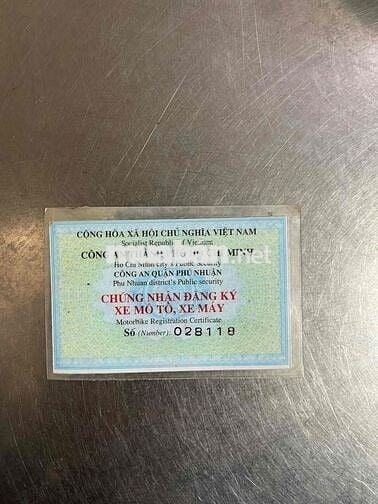 CỘNG HÒA XÃ HỘI CHỦ NGHĨA VIỆT NAM
Socialist Republic of Vietnam
CÔNG MINH
Ho Chi Minh city's Public Security
CÔNG AN QUẬN PHÚ NHUẬN
Phu Nhuan district's Public security
CHỨNG NHẬN ĐĂNG KÝ
XE MÔ TÔ, XE MÁY
Motorbike Registration Certificate
Số (Number): 028118